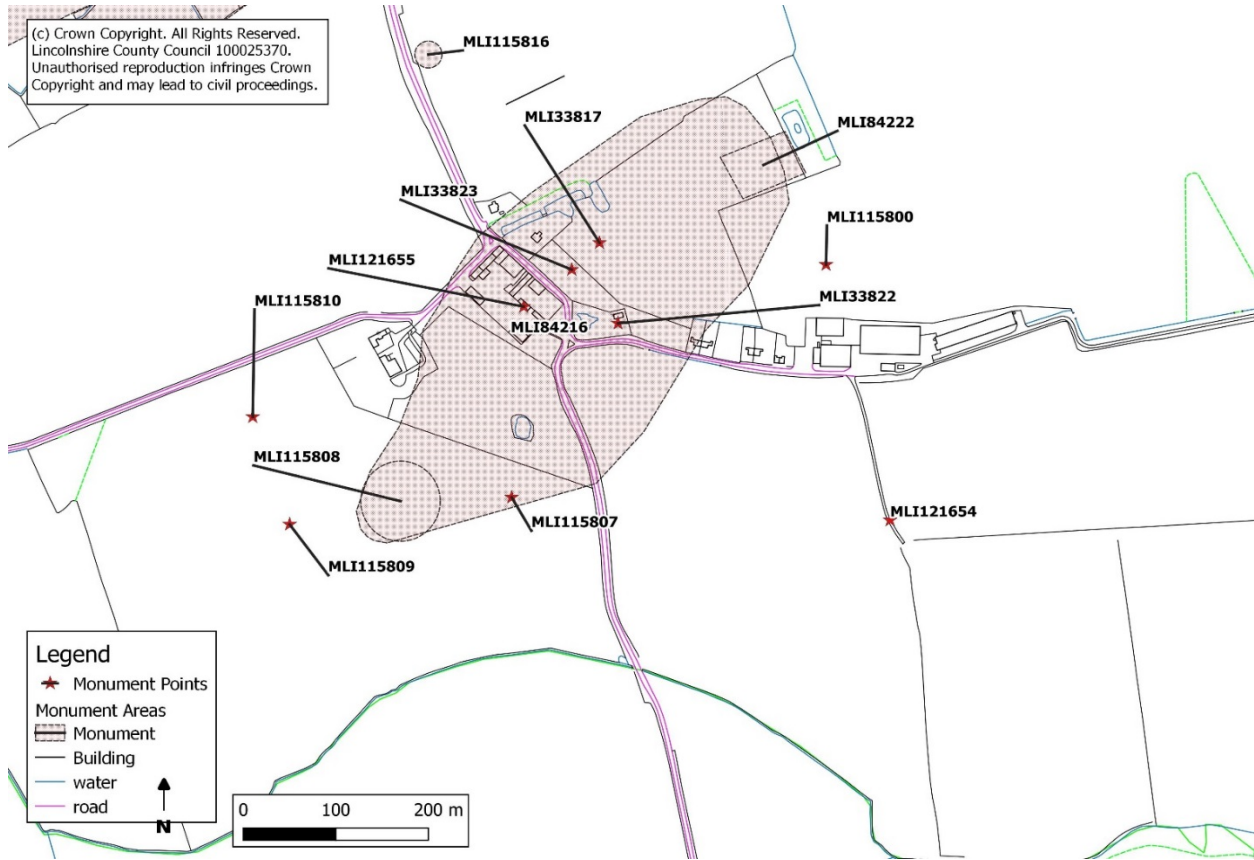 (c) Crown Copyright. All Rights Reserved.
Lincolnshire County Council 100025370.
Unauthorised reproduction infringes Crown
Copyright and may lead to civil proceedings.
MLI115816
MLI33817
MLI84222
MLI33823
MLI115800
MLI121655
MLI115810
MLI33822
MLI84216
MLI115808
MLI115807
MLI121654
MLI115809
Legend
Monument Points
Monument Areas
Monument
Building
water
road
N
0 100 200 m